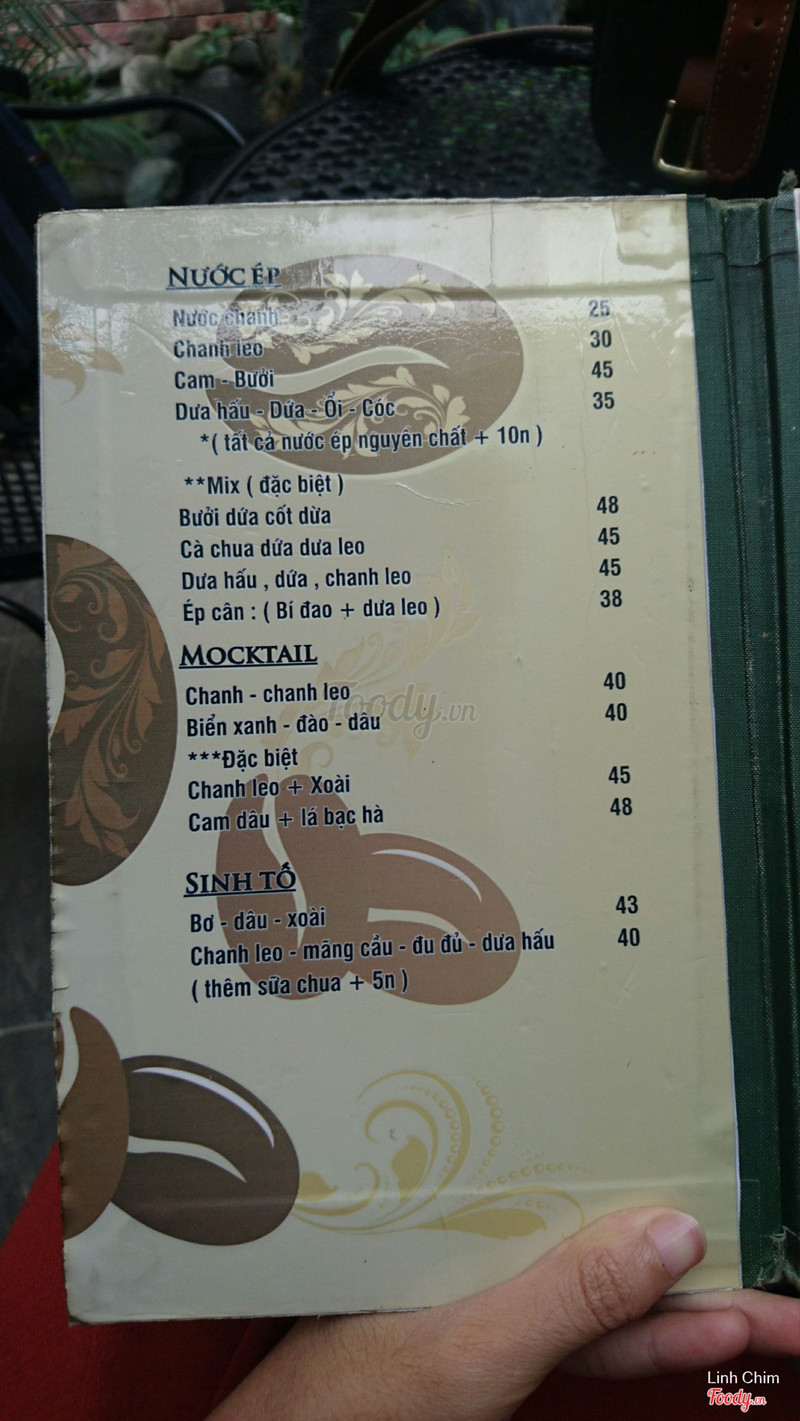 NƯỚC ÉP
Nước chanh 25
Chanh leo 30
Cam - Bưởi 45
Dưa hấu - Dứa - Ổi - Cóc 35
*( tất cả nước ép nguyên chất + 10n )
**Mix ( đặc biệt )
Bưởi dứa cốt dừa 48
Cà chua dứa dưa leo 45
Dưa hấu , dứa , chanh leo 45
Ép cân : ( Bí đao + dưa leo ) 38
MOCKTAIL
Chanh - chanh leo 40
Foody.vn
Biển xanh - đào - dâu 40
***Đặc biệt
Chanh leo + Xoài 45
Cam dâu + lá bạc hà 48
SINH TỐ
Bơ - dâu - xoài 43
Chanh leo - mãng cầu - đu đủ - dưa hấu 40
( thêm sữa chua + 5n )
Linh Chim
Foody.vn